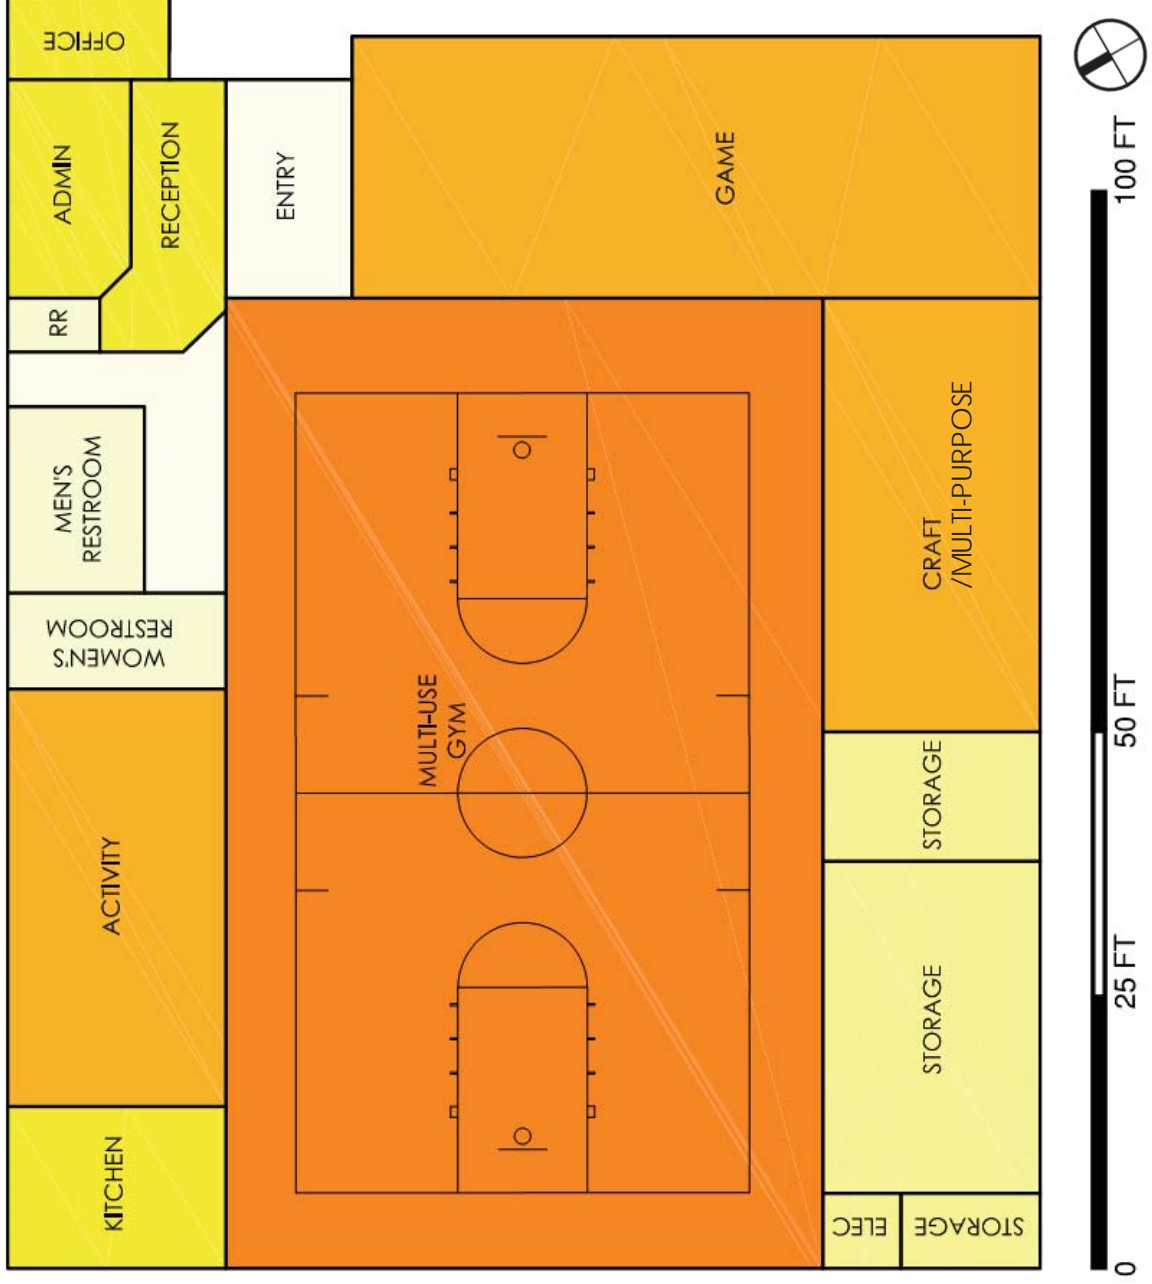 OFFICE
ADMIN
RECEPTION
ENTRY
GAME
RR
MEN'S
RESTROOM
WOMEN'S
RESTROOM
MULTI-USE
GYM
CRAFT
/MULTI-PURPOSE
ACTIVITY
STORAGE
STORAGE
KITCHEN
ELEC
STORAGE
0
25 FT
50 FT
100 FT